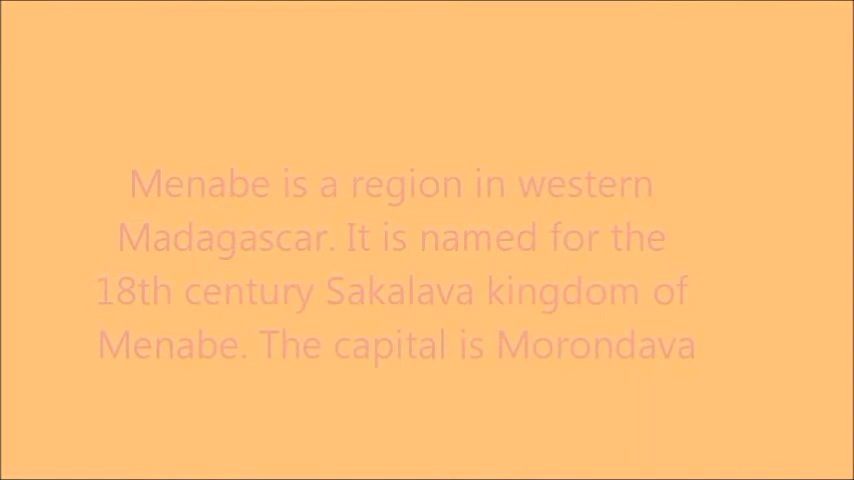 Menabe is a region in western
Madagascar. It is named for the
18th century Sakalava kingdom of
Menabe. The capital is Morondava